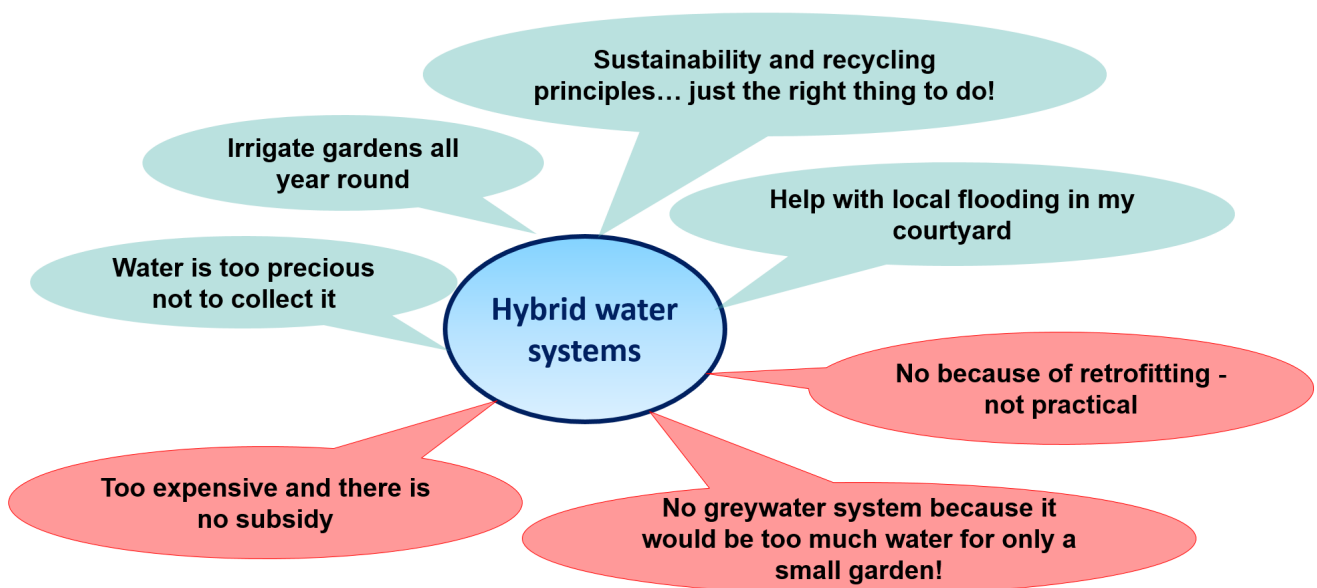 Sustainability and recycling
principles... just the right thing to do!
Irrigate gardens all
year round
Help with local flooding in my
courtyard
Water is too precious
not to collect it
Hybrid water
systems
No because of retrofitting -
not practical
Too expensive and there is
no subsidy
No greywater system because it
would be too much water for only a
small garden!